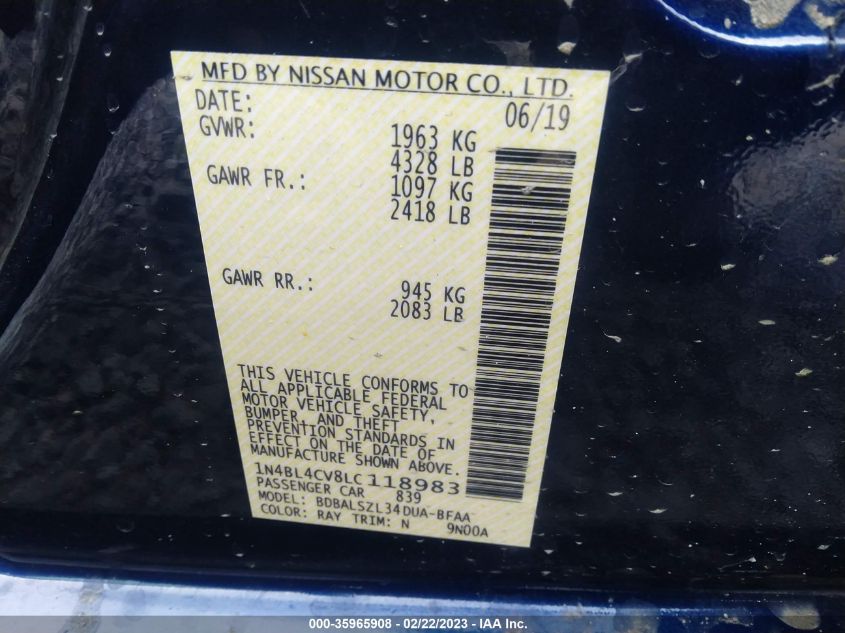 MFD BY NISSAN MOTOR CO., LTD.
DATE: 06/19
GVWR: 1963 KG
4328 LB
GAWR FR.: 1097 KG
2418 LB
GAWR RR.: 945 KG
2083 LB
THIS VEHICLE CONFORMS TO
ALL APPLICABLE FEDERAL
MOTOR VEHICLE SAFETY,
BUMPER, AND THEFT
PREVENTION STANDARDS IN
EFFECT ON THE DATE OF
MANUFACTURE SHOWN ABOVE.
1N4BL4CV8LC118983
PASSENGER CAR 839
MODEL: BDBALSZL34DUA-BFAA
COLOR: RAY TRIM: N 9N00A
000-35965908 - 02/22/2023 - IAA Inc.